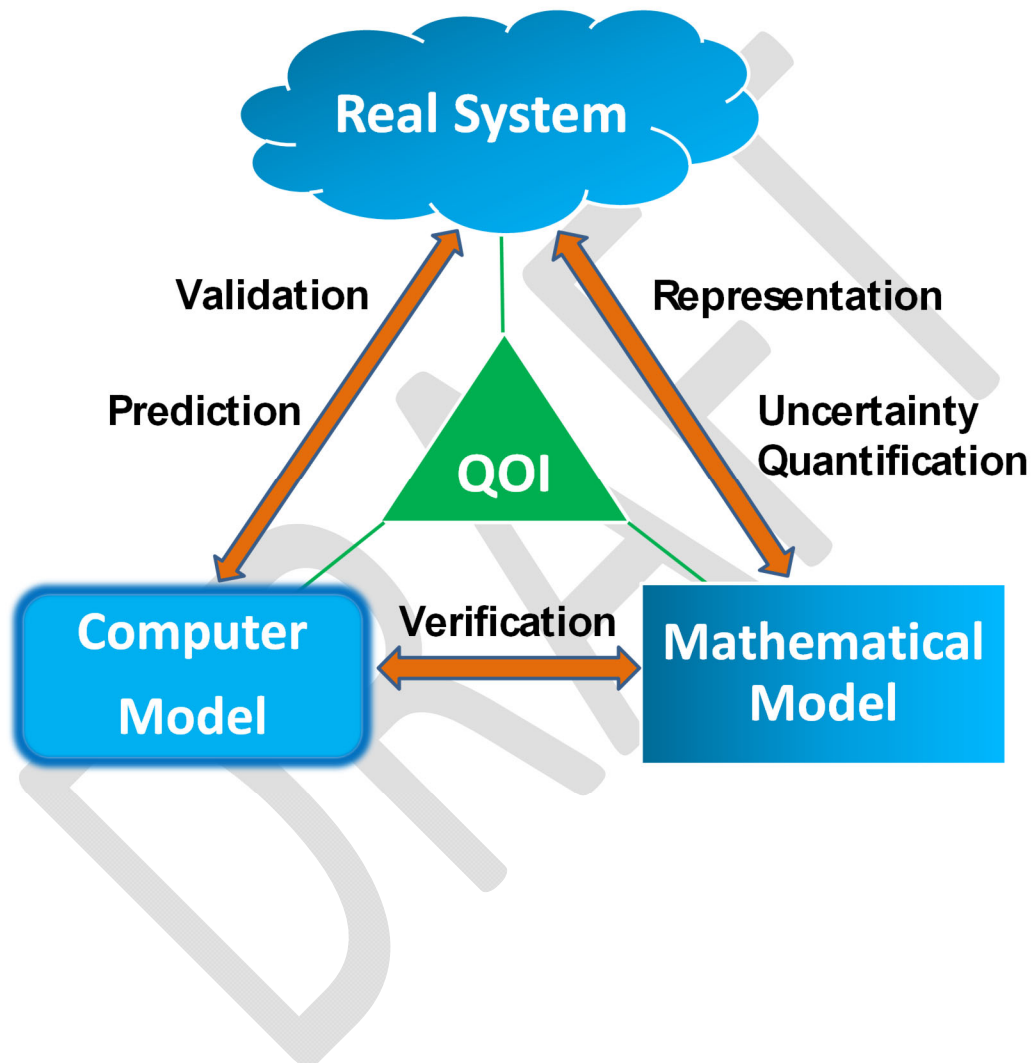 Real System
Validation
Representation
Prediction
Uncertainty
Quantification
QOI
Computer
Model
Verification
Mathematical
Model
DRAFT